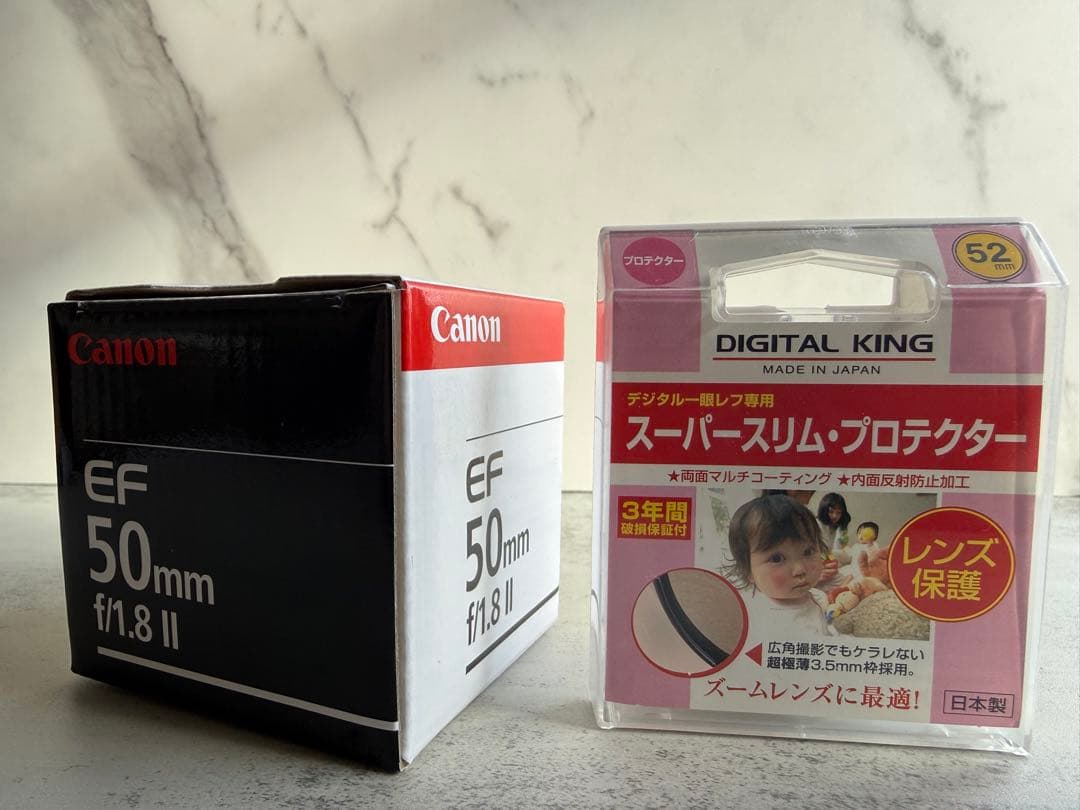 Canon
EF
50mm
f/1.8 II
Canon
EF
50mm
f/1.8 II
プロテクター
52mm
DIGITAL KING
MADE IN JAPAN
デジタル一眼レフ専用
スーパースリム・プロテクター
★両面マルチコーティング ★内面反射防止加工
3年間
破損保証付
レンズ
保護
広角撮影でもケラレない
超極薄3.5mm枠採用。
ズームレンズに最適!
日本製